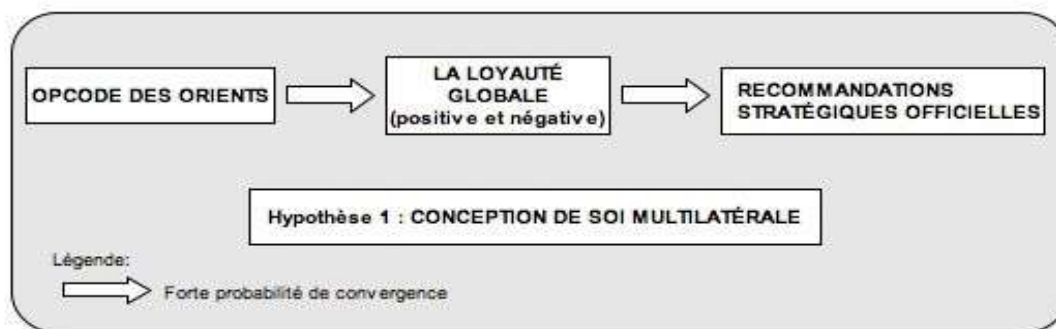 OPCODE DES ORIENTS
LA LOYAUTÉ
GLOBALE
(positive et négative)
RECOMMANDATIONS
STRATÉGIQUES OFFICIELLES
Hypothèse 1 : CONCEPTION DE SOI MULTILATÉRALE
Légende:
Forte probabilité de convergence